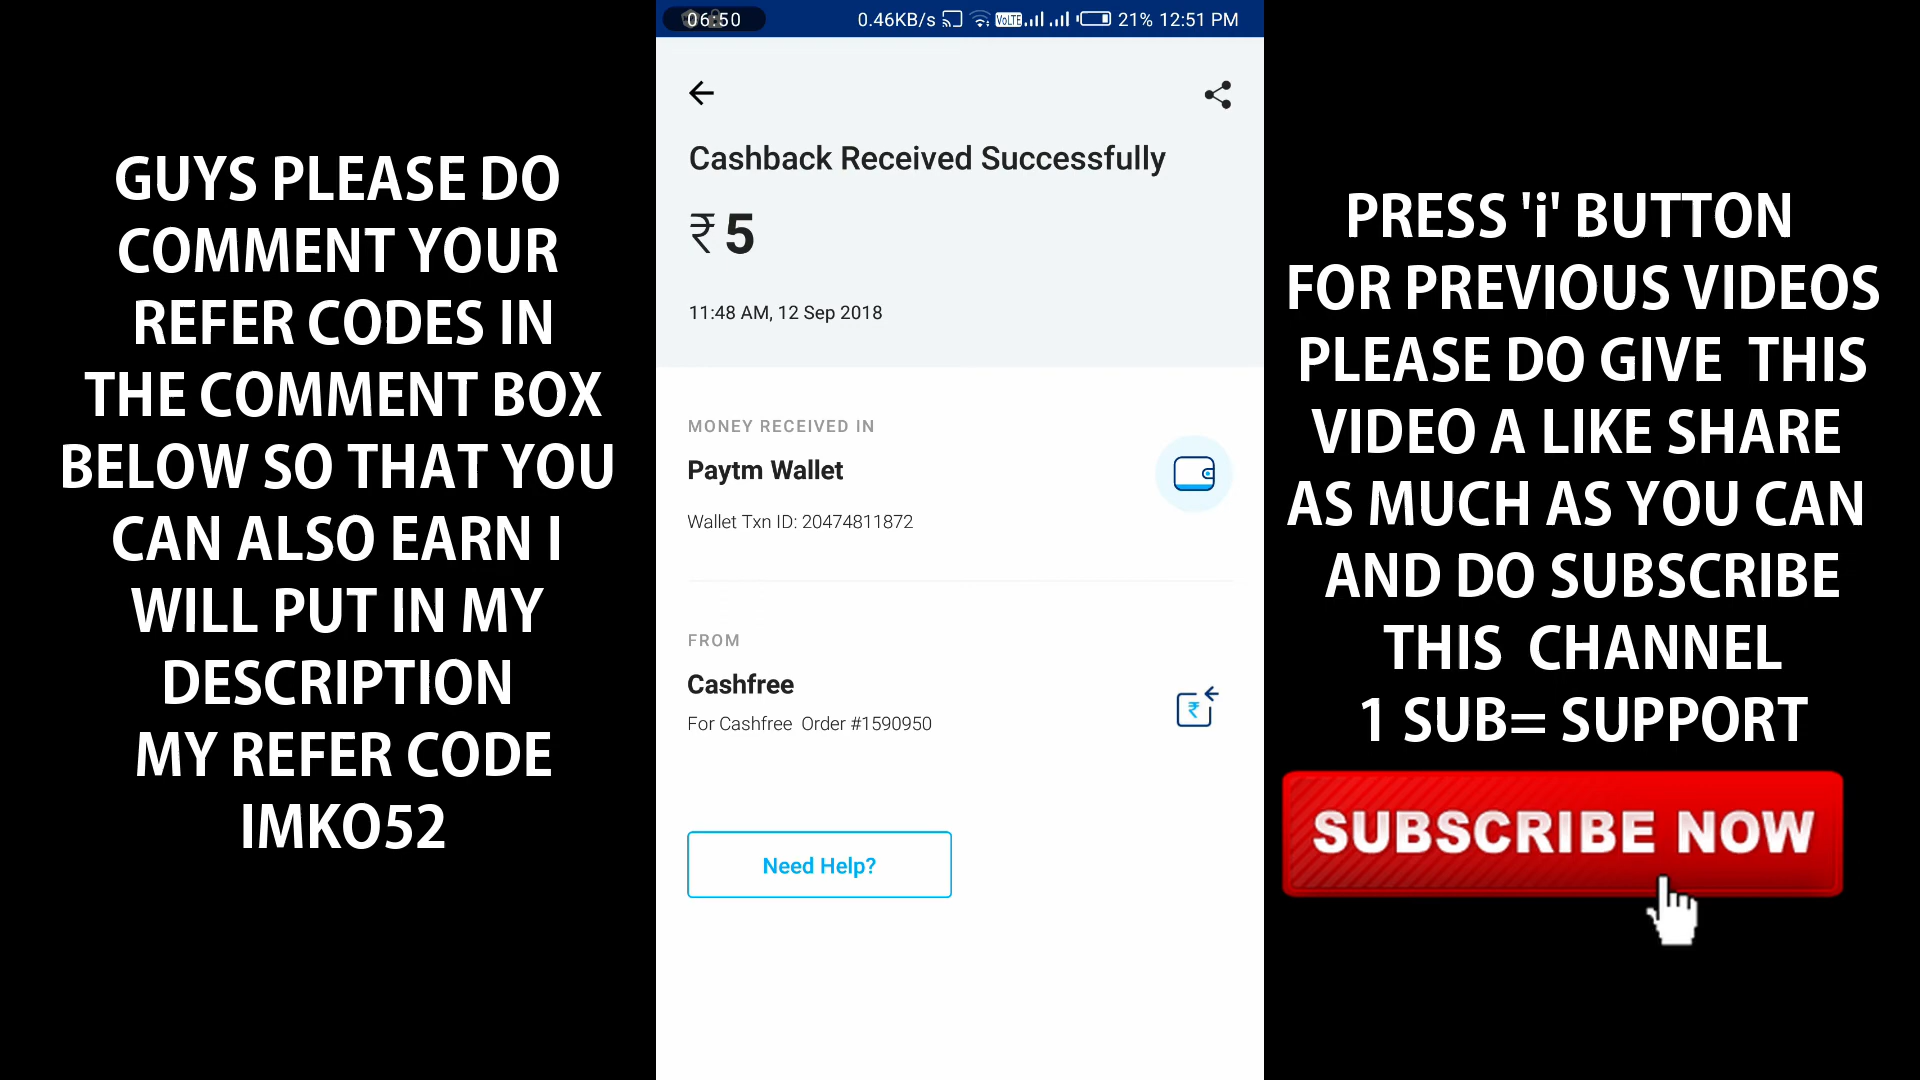 GUYS PLEASE DO
COMMENT YOUR
REFER CODES IN
THE COMMENT BOX
BELOW SO THAT YOU
CAN ALSO EARN I
WILL PUT IN MY
DESCRIPTION
MY REFER CODE
IMKO52
06:50
0.46KB/s VoLTE 21% 12:51 PM
Cashback Received Successfully
₹5
11:48 AM, 12 Sep 2018
MONEY RECEIVED IN
Paytm Wallet
Wallet Txn ID: 20474811872
FROM
Cashfree
For Cashfree Order #1590950
₹
Need Help?
PRESS 'i' BUTTON
FOR PREVIOUS VIDEOS
PLEASE DO GIVE THIS
VIDEO A LIKE SHARE
AS MUCH AS YOU CAN
AND DO SUBSCRIBE
THIS CHANNEL
1 SUB= SUPPORT
SUBSCRIBE NOW